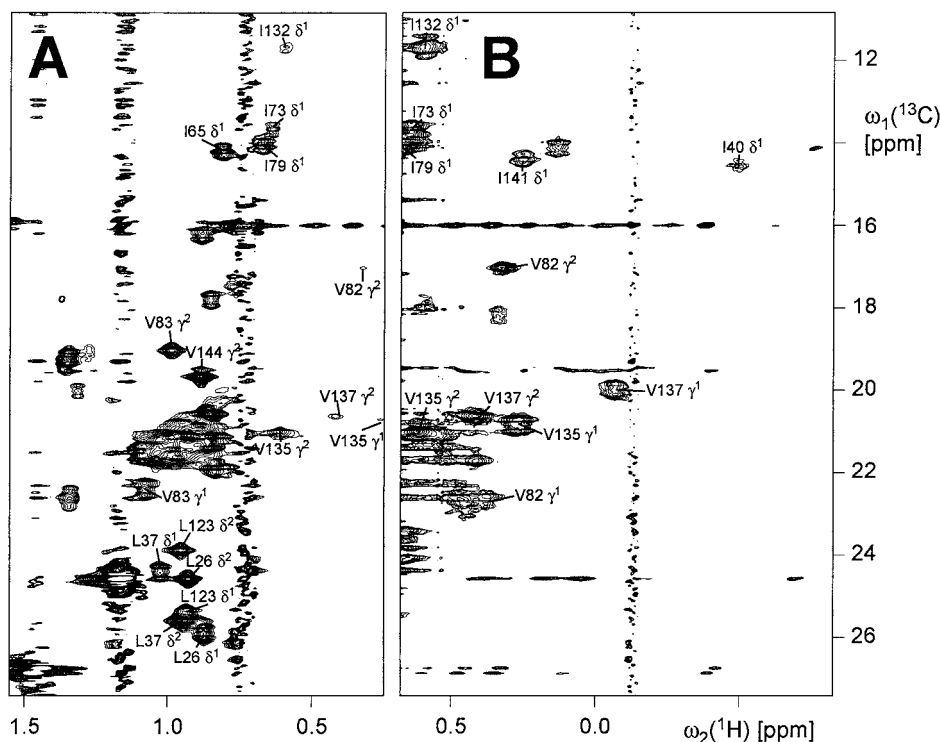 A
I132 δ¹
I73 δ¹
I65 δ¹
I79 δ¹
V82 γ²
V83 γ²
V144 γ²
V137 γ²
V135 γ¹
V135 γ²
V83 γ¹
L123 δ²
L37 δ¹
L26 δ²
L123 δ¹
L37 δ²
L26 δ¹
1.5
1.0
0.5
B
I132 δ¹
I73 δ¹
I79 δ¹
I141 δ¹
I40 δ¹
V82 γ²
V137 γ¹
V135 γ²
V137 γ²
V135 γ¹
V82 γ¹
0.5
0.0
ω₂(¹H) [ppm]
12
ω₁(¹³C)
[ppm]
16
18
20
22
24
26